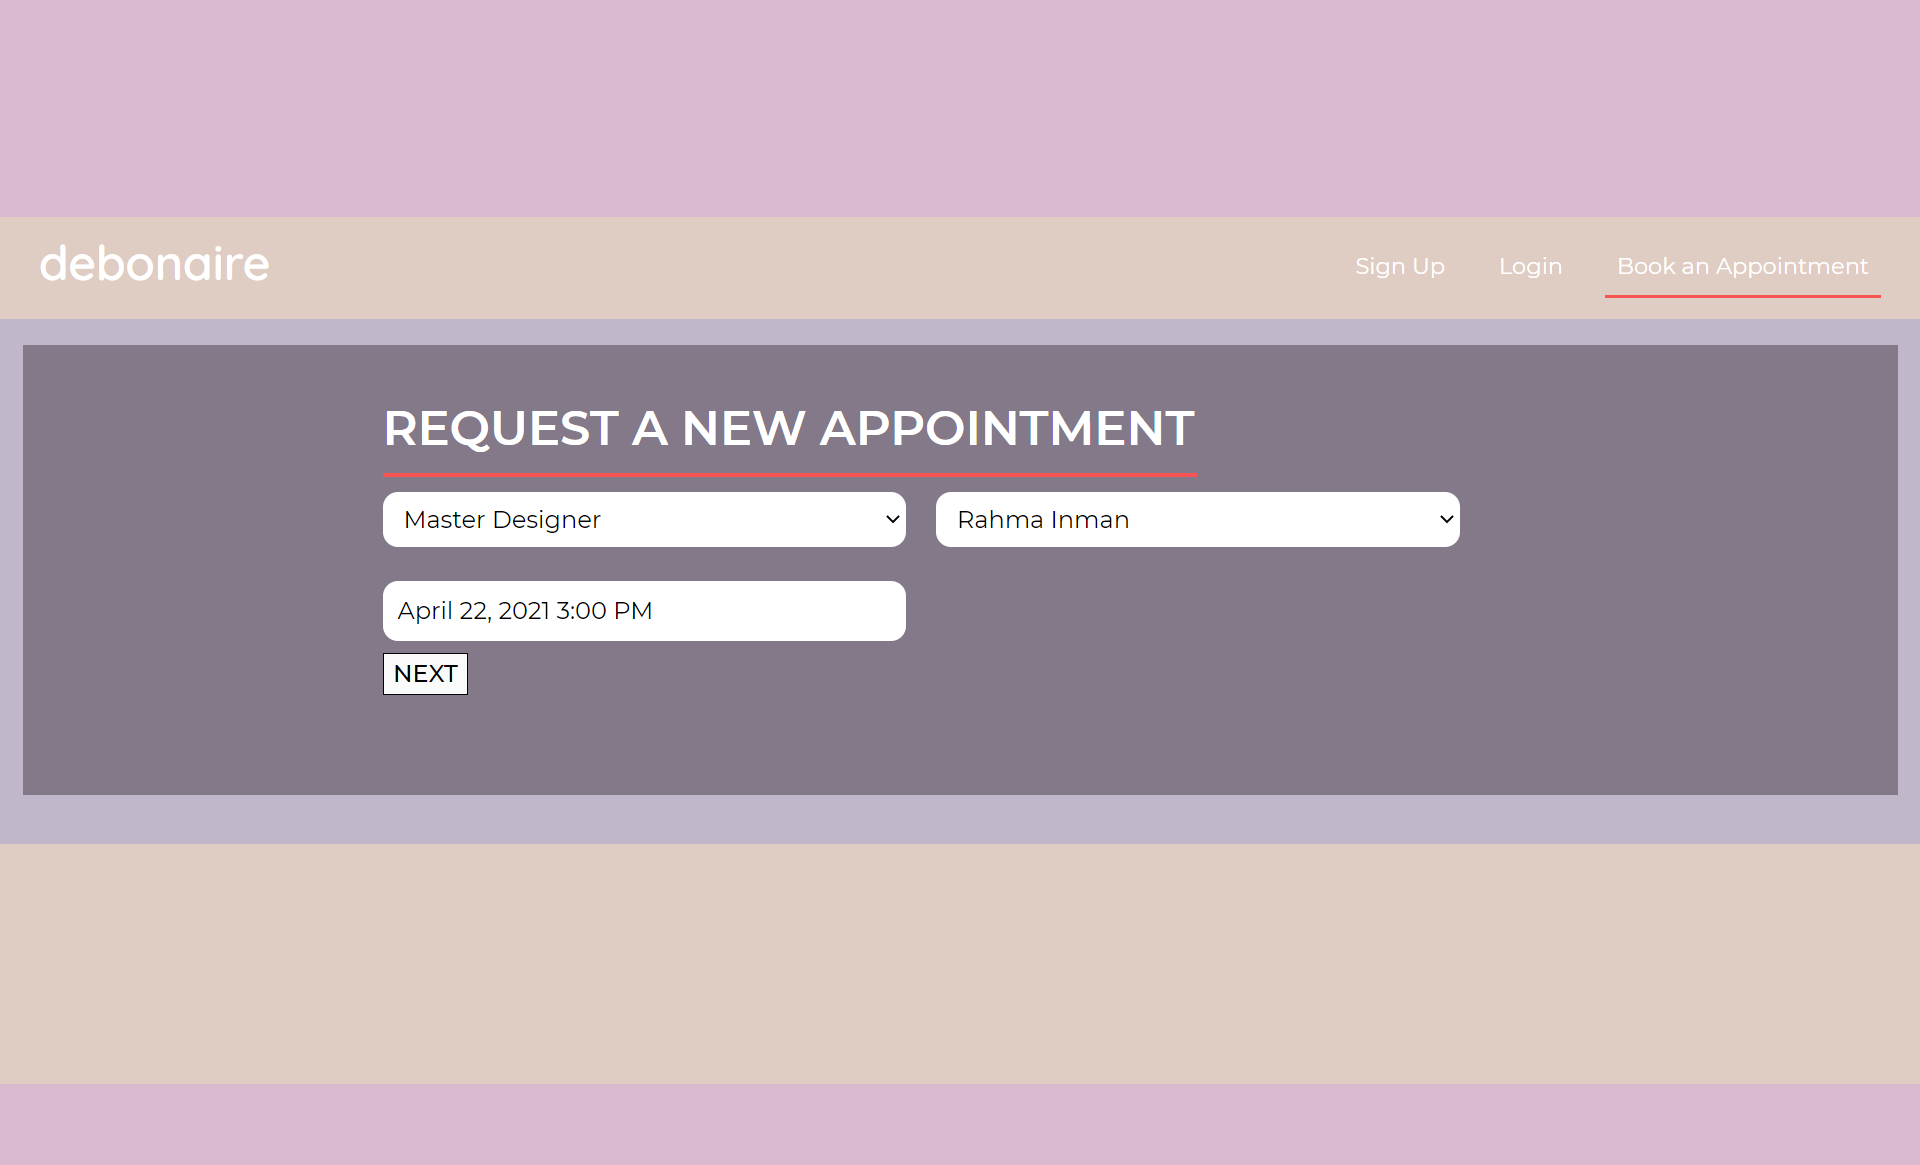 debonaire
Sign Up Login Book an Appointment
REQUEST A NEW APPOINTMENT
Master Designer Rahma Inman
April 22, 2021 3:00 PM
NEXT